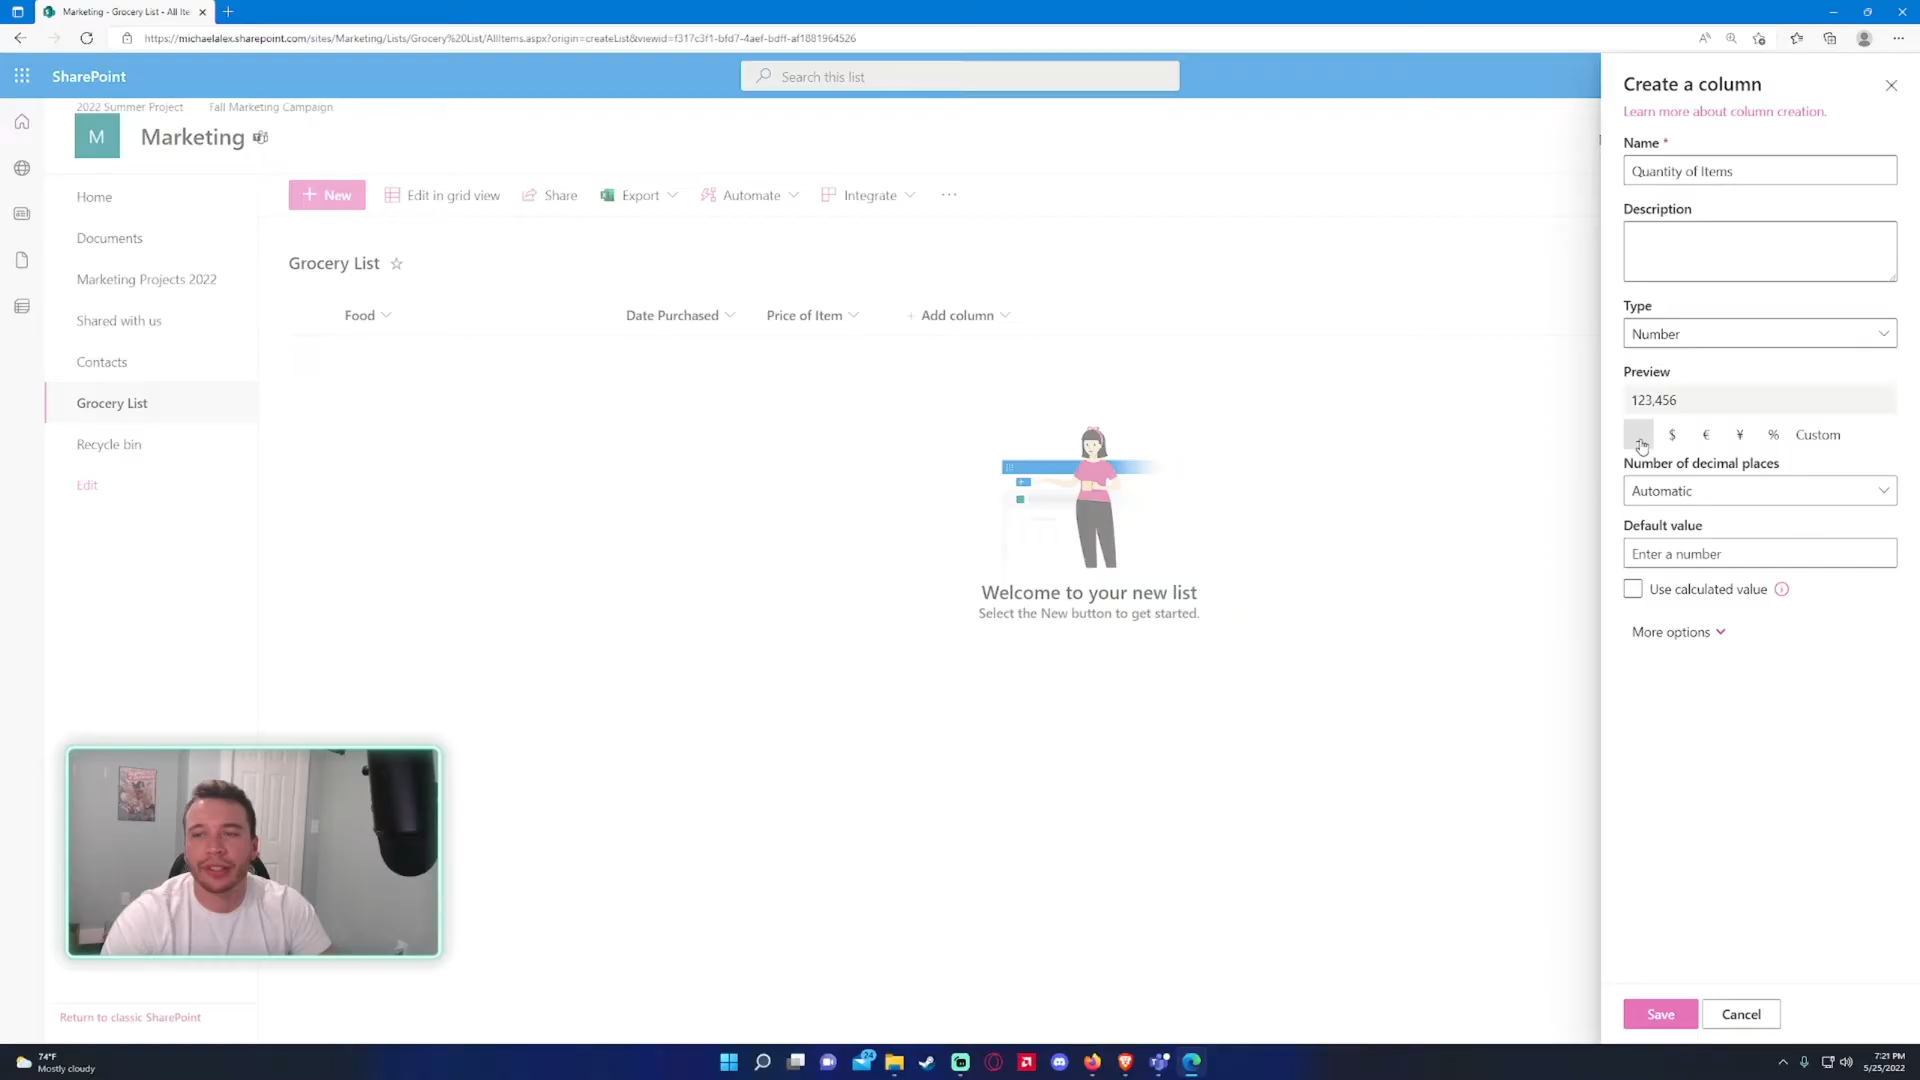 Marketing - Grocery List - All Ite
https://michaelalex.sharepoint.com/sites/Marketing/Lists/Grocery%20List/AllItems.aspx?origin=createList&viewid=f317c3f1-bfd7-4aef-bdff-af1881964526
SharePoint
Search this list
2022 Summer Project
Fall Marketing Campaign
M
Marketing
Home
Documents
Marketing Projects 2022
Shared with us
Contacts
Grocery List
Recycle bin
Edit
Return to classic SharePoint
+ New
Edit in grid view
Share
Export
Automate
Integrate
...
Grocery List
Food
Date Purchased
Price of Item
+ Add column
Welcome to your new list
Select the New button to get started.
Create a column
Learn more about column creation.
Name *
Quantity of Items
Description
Type
Number
Preview
123,456
$ € ¥ % Custom
Number of decimal places
Automatic
Default value
Enter a number
Use calculated value
More options
Save
Cancel
74°F
Mostly cloudy
24
7:21 PM
5/25/2022